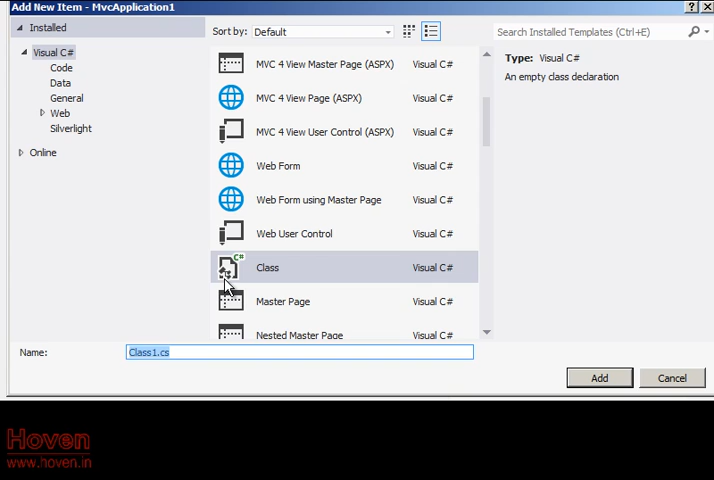 Add New Item - MvcApplication1
Installed
Visual C#
Code
Data
General
Web
Silverlight
Online
Sort by: Default
MVC 4 View Master Page (ASPX) Visual C#
MVC 4 View Page (ASPX) Visual C#
MVC 4 View User Control (ASPX) Visual C#
Web Form Visual C#
Web Form using Master Page Visual C#
Web User Control Visual C#
C#
Class Visual C#
Master Page Visual C#
Nested Master Page Visual C#
Search Installed Templates (Ctrl+E)
Type: Visual C#
An empty class declaration
Name: Class1.cs
Add Cancel
Hoven
www.hoven.in